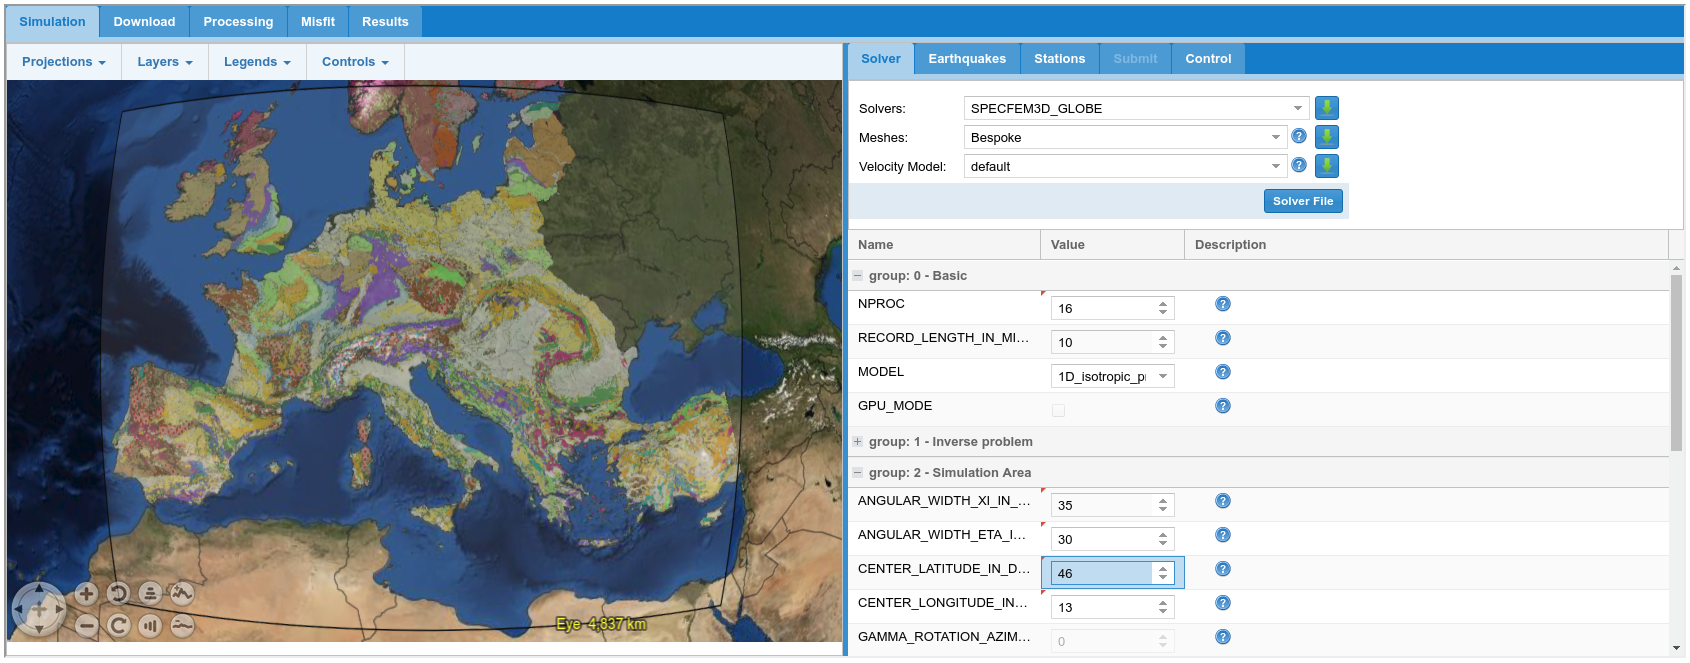 Simulation Download Processing Misfit Results
Projections Layers Legends Controls
Eye 4,837 km
Solver Earthquakes Stations Submit Control
Solvers: SPECFEM3D_GLOBE
Meshes: Bespoke ?
Velocity Model: default ?
Solver File
Name Value Description
group: 0 - Basic
NPROC 16 ?
RECORD_LENGTH_IN_MI... 10 ?
MODEL 1D_isotropic_p ?
GPU_MODE ?
group: 1 - Inverse problem
group: 2 - Simulation Area
ANGULAR_WIDTH_XI_IN_... 35 ?
ANGULAR_WIDTH_ETA_I... 30 ?
CENTER_LATITUDE_IN_D... 46 ?
CENTER_LONGITUDE_IN... 13 ?
GAMMA_ROTATION_AZIM... 0 ?